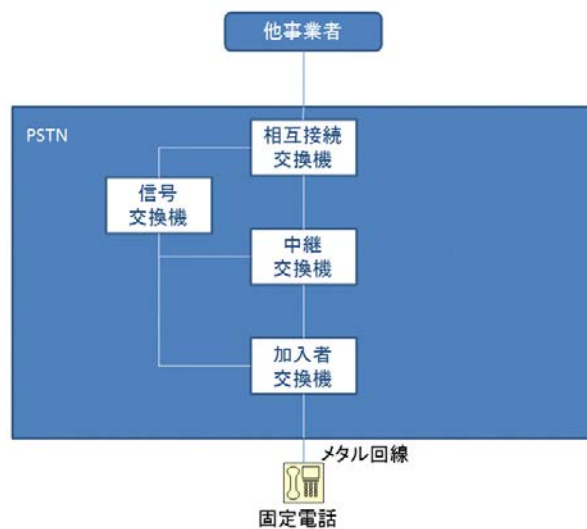 他事業者
PSTN
相互接続
交換機
信号
交換機
中継
交換機
加入者
交換機
メタル回線
固定電話